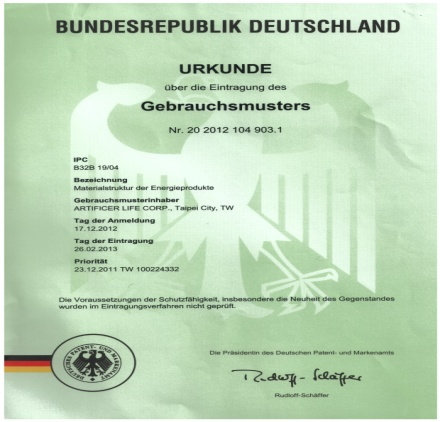 BUNDESREPUBLIK DEUTSCHLAND
URKUNDE
über die Eintragung des
Gebrauchsmusters
Nr. 20 2012 104 903.1
IPC
B32B 19/04
Bezeichnung
Materialstruktur der Energieprodukte
Gebrauchsmusterinhaber
ARTIFICER LIFE CORP., Taipei City, TW
Tag der Anmeldung
17.12.2012
Tag der Eintragung
26.02.2013
Priorität
23.12.2011 TW 100224332
Die Voraussetzungen der Schutzfähigkeit, insbesondere die Neuheit des Gegenstandes
wurden im Eintragungsverfahren nicht geprüft.
DEUTSCHES PATENT- UND MARKENAMT
Die Präsidentin des Deutschen Patent- und Markenamts
Rudloff-Schäffer
Rudloff-Schäffer